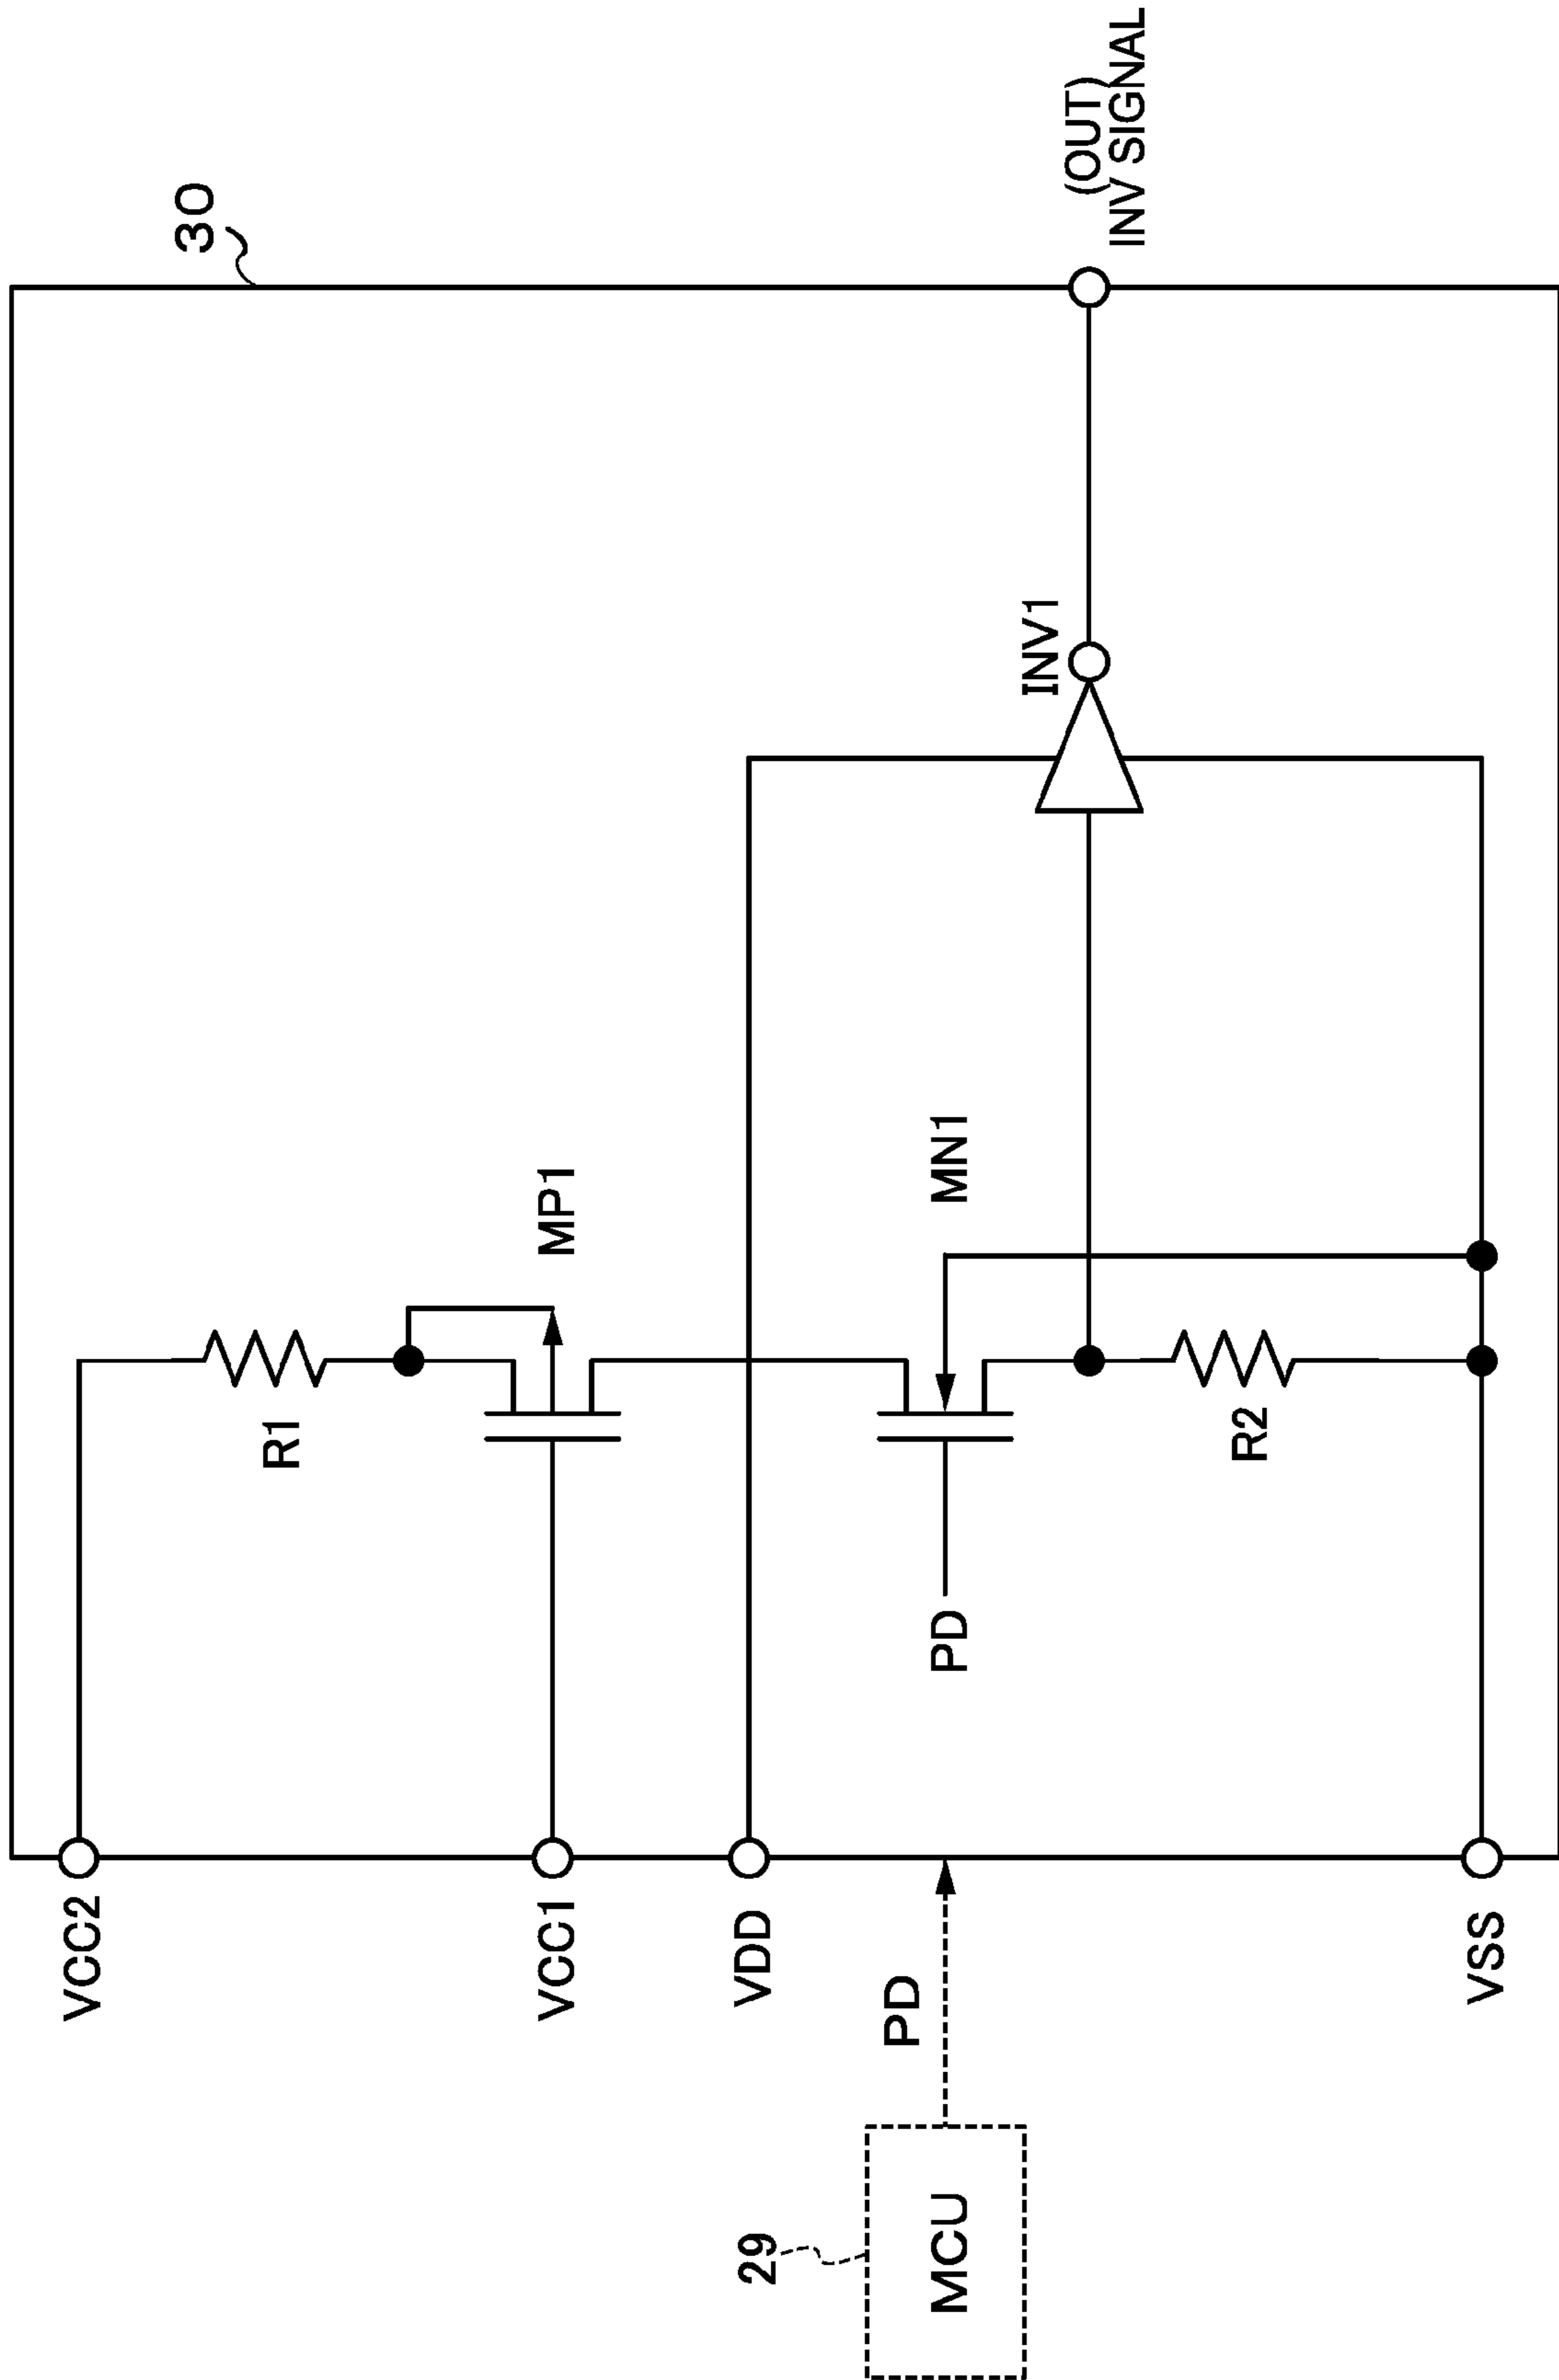 30
VCC2
R1
VCC1
MP1
VDD
PD
PD
MN1
INV1
(OUT)
INV SIGNAL
R2
VSS
29
MCU